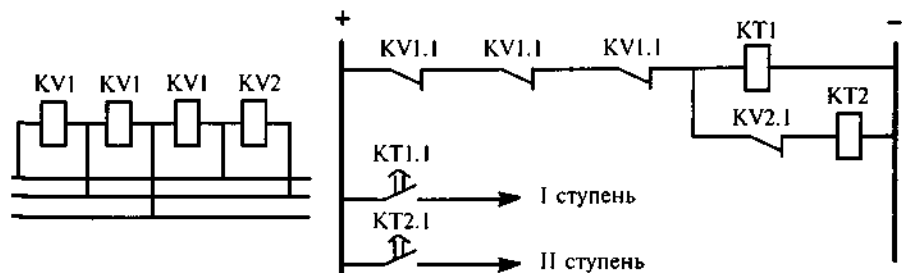 +
−
KV1
KV1
KV1
KV2
KV1.1
KV1.1
KV1.1
KT1
KV2.1
KT2
KT1.1
I ступень
KT2.1
II ступень